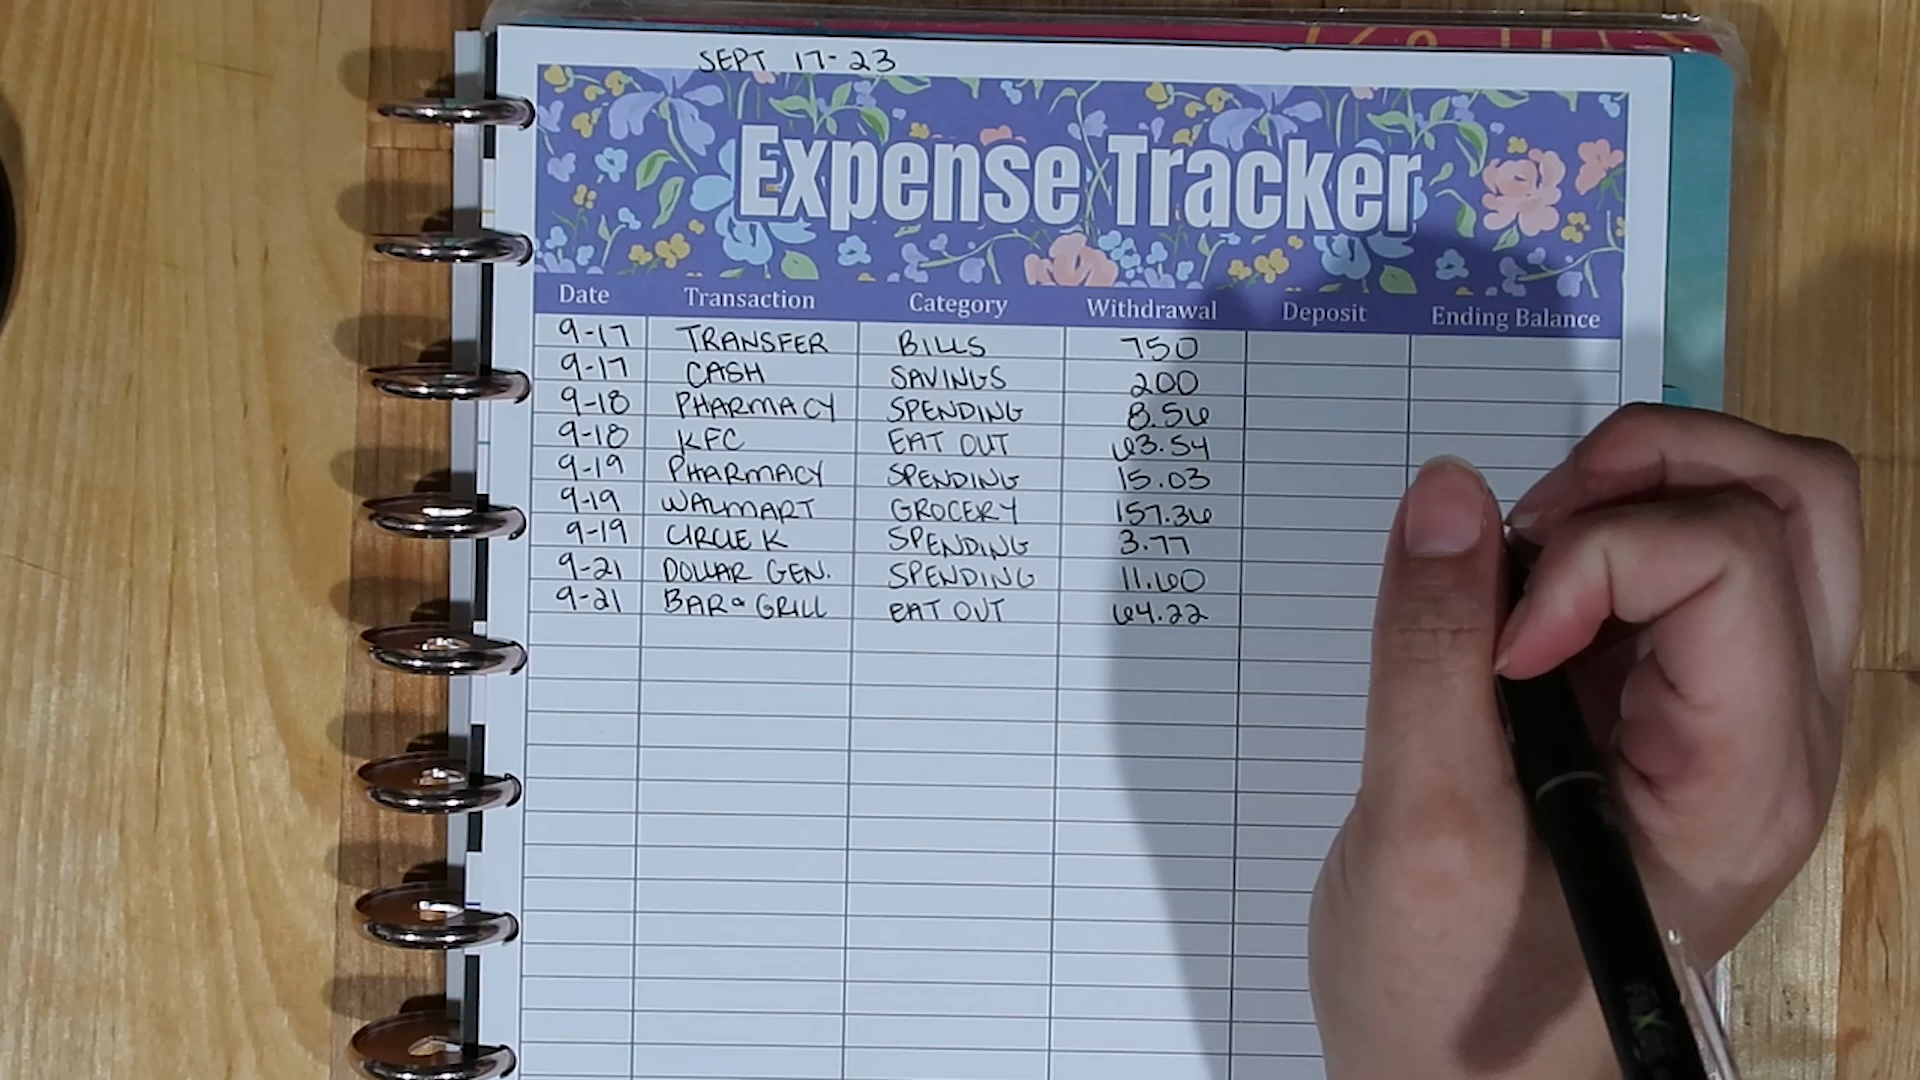 SEPT 17-23
Expense Tracker
Date Transaction Category Withdrawal Deposit Ending Balance
9-17 TRANSFER BILLS 750
9-17 CASH SAVINGS 200
9-18 PHARMACY SPENDING 8.56
9-18 KFC EAT OUT 63.54
9-19 PHARMACY SPENDING 15.03
9-19 WALMART GROCERY 157.36
9-19 CIRCLE K SPENDING 3.77
9-21 DOLLAR GEN. SPENDING 11.60
9-21 BAR & GRILL EAT OUT 64.22